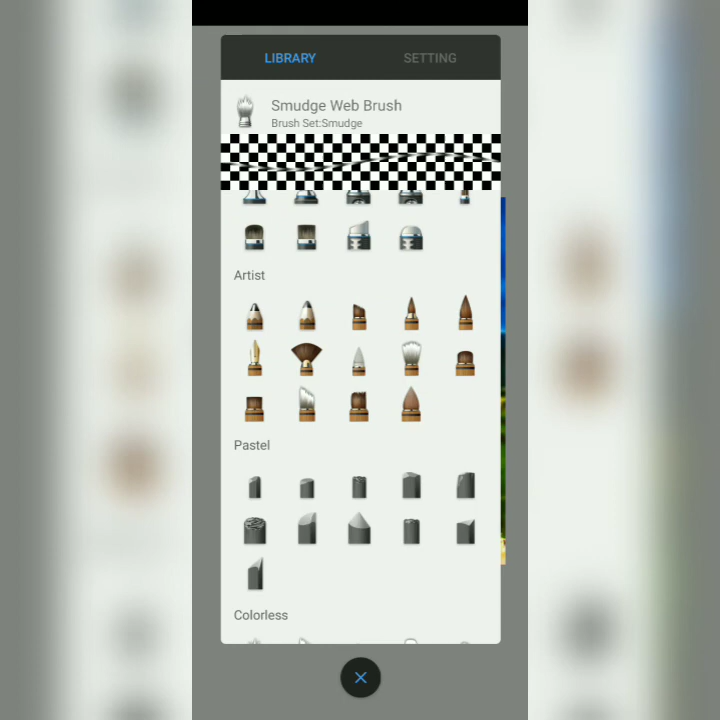 LIBRARY
SETTING
Smudge Web Brush
Brush Set:Smudge
Artist
Pastel
Colorless